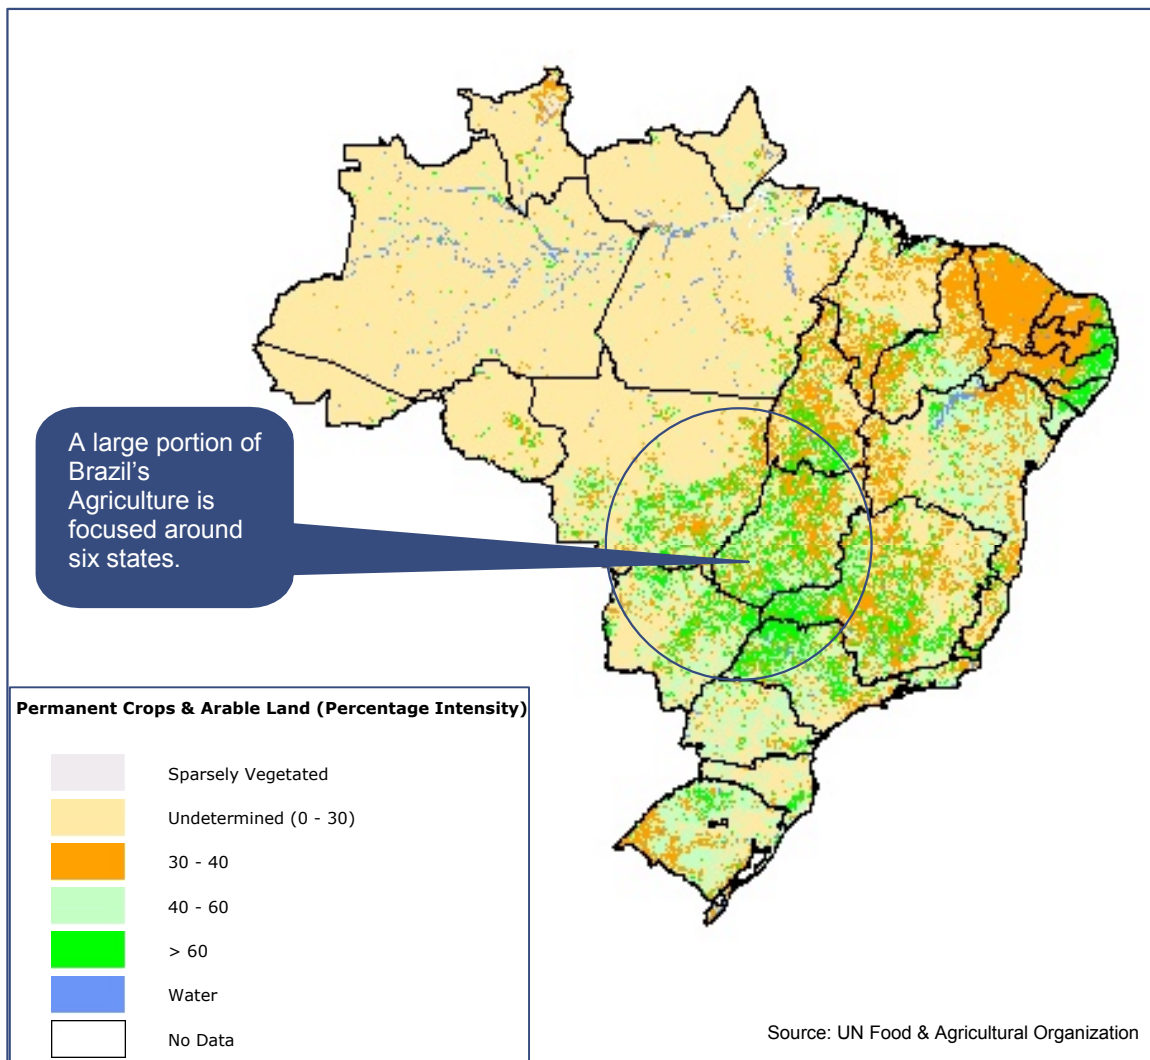 A large portion of
Brazil’s
Agriculture is
focused around
six states.
Permanent Crops & Arable Land (Percentage Intensity)
Sparsely Vegetated
Undetermined (0 - 30)
30 - 40
40 - 60
> 60
Water
No Data
Source: UN Food & Agricultural Organization